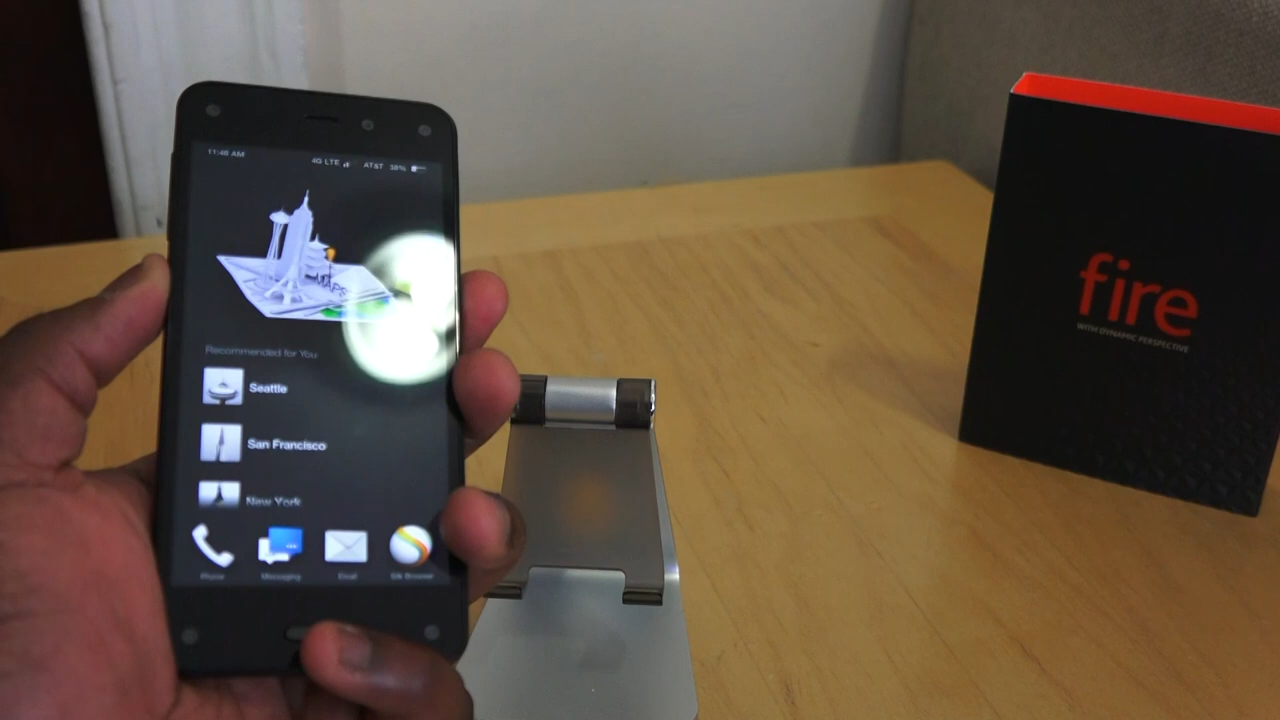 11:46 AM
4G LTE AT&T 38%
MAPS
Recommended for You
Seattle
San Francisco
New York
Phone Messaging Email Silk Browser
fire
WITH DYNAMIC PERSPECTIVE